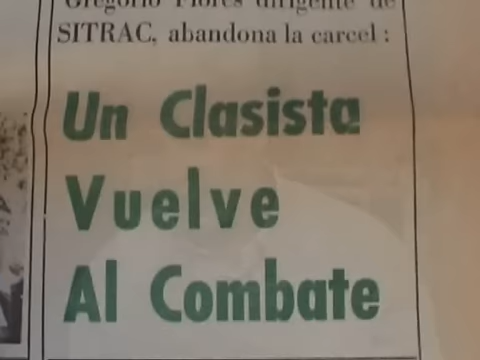 Gregorio Flores dirigente de
SITRAC, abandona la carcel :
Un Clasista
Vuelve
Al Combate